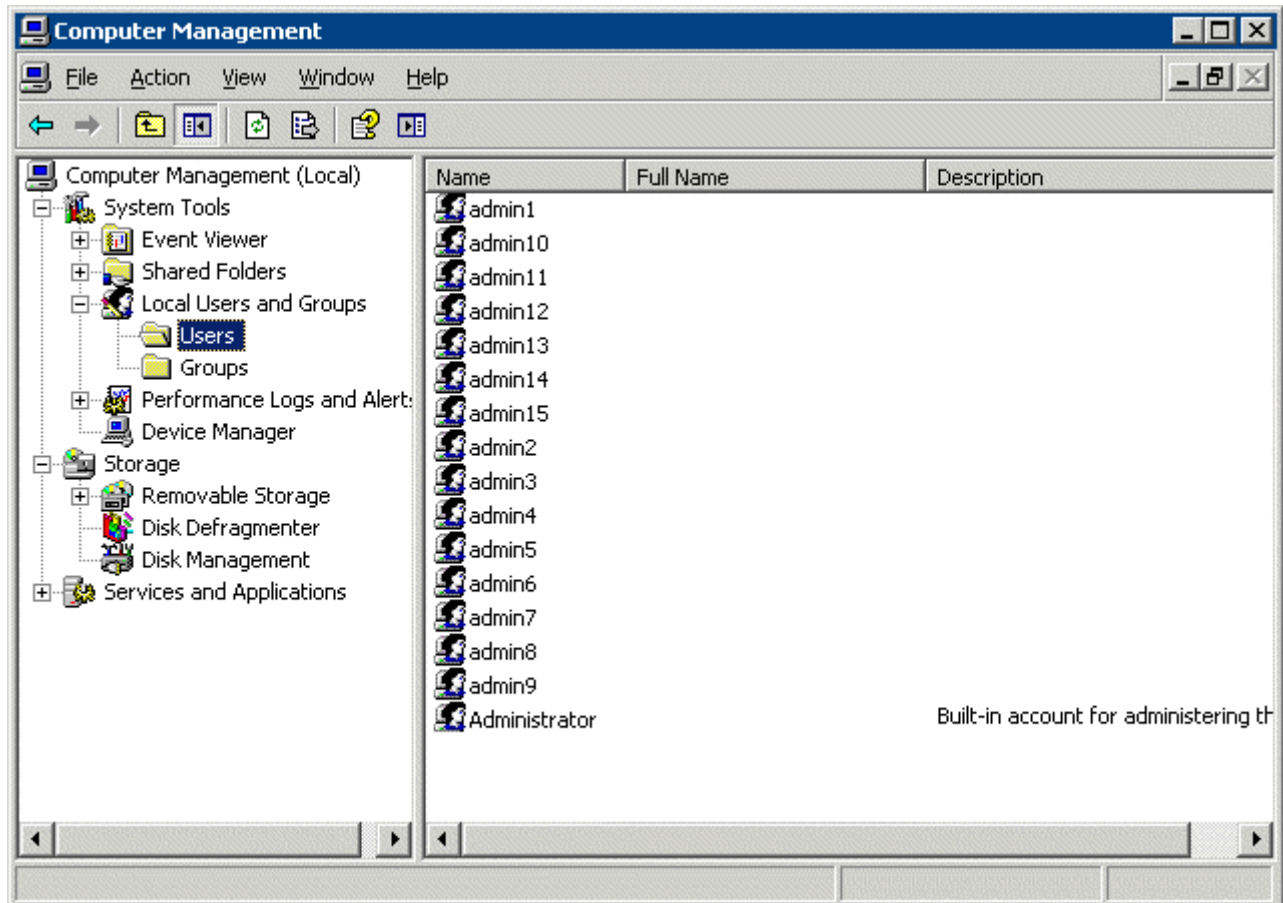 Computer Management
File Action View Window Help
Computer Management (Local)
System Tools
Event Viewer
Shared Folders
Local Users and Groups
Users
Groups
Performance Logs and Alert
Device Manager
Storage
Removable Storage
Disk Defragmenter
Disk Management
Services and Applications
Name Full Name Description
admin1
admin10
admin11
admin12
admin13
admin14
admin15
admin2
admin3
admin4
admin5
admin6
admin7
admin8
admin9
Administrator Built-in account for administering th